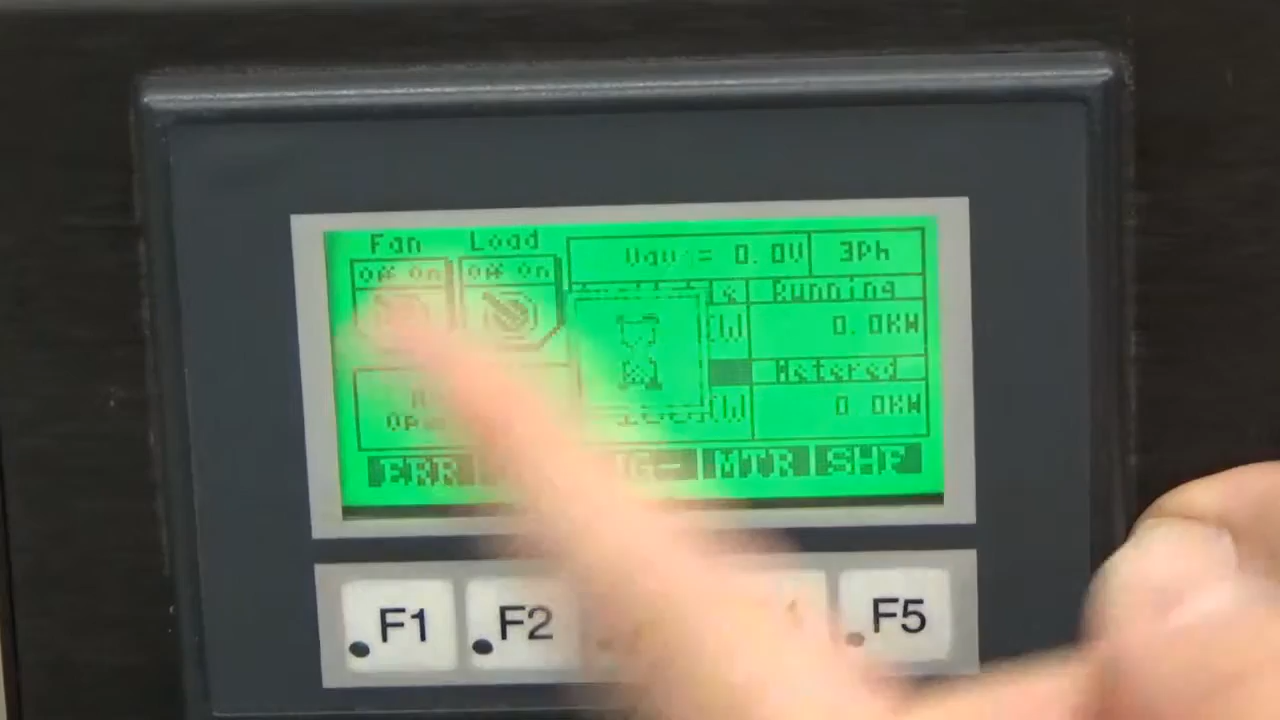 Fan Load
Off On Off On
= 0.0V 3Ph
Running
0.0KW
Metered
0.0KW
ERR MTR SHF
F1 F2 F5